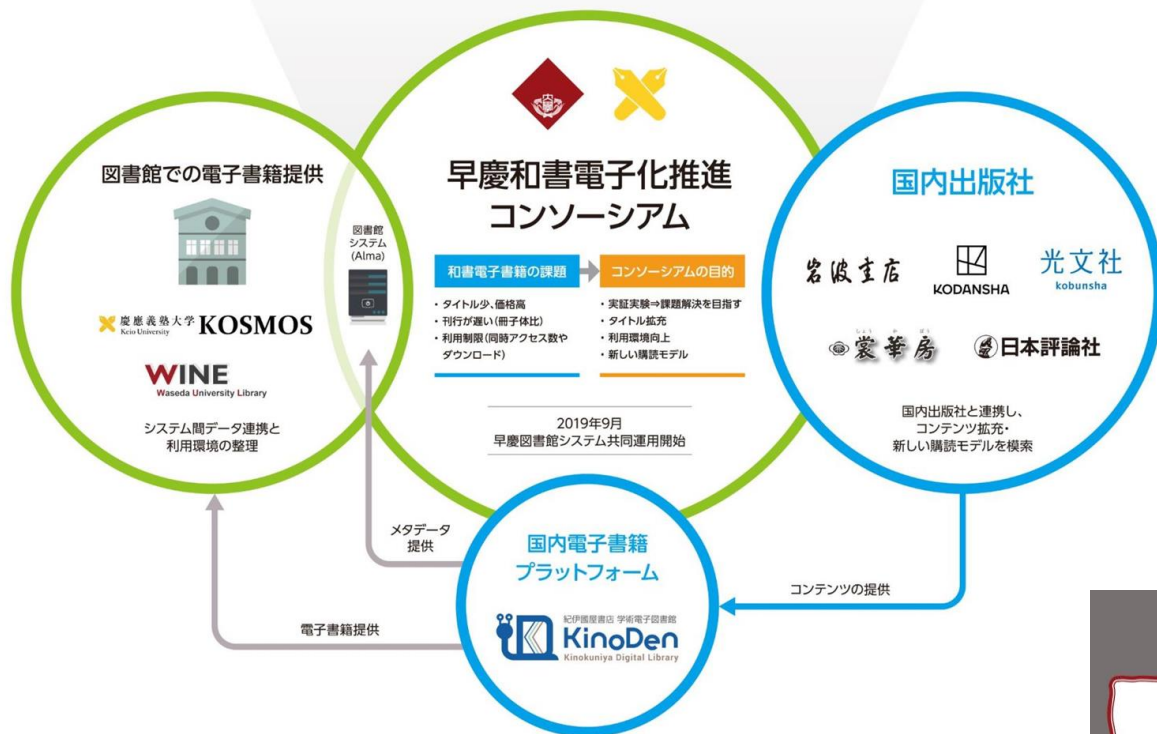 早慶和書電子化推進
コンソーシアム
和書電子書籍の課題
・タイトル少、価格高
・刊行が遅い(冊子体比)
・利用制限(同時アクセス数や
ダウンロード)
コンソーシアムの目的
・実証実験⇒課題解決を目指す
・タイトル拡充
・利用環境向上
・新しい購読モデル
2019年9月
早慶図書館システム共同運用開始
図書館での電子書籍提供
慶應義塾大学
Keio University
KOSMOS
WINE
Waseda University Library
システム間データ連携と
利用環境の整理
図書館
システム
(Alma)
国内出版社
岩波書店
KODANSHA
光文社
kobunsha
しょう か ぼう
裳華房
日本評論社
国内出版社と連携し、
コンテンツ拡充・
新しい購読モデルを模索
メタデータ
提供
電子書籍提供
国内電子書籍
プラットフォーム
紀伊國屋書店 学術電子図書館
KinoDen
Kinokuniya Digital Library
コンテンツの提供